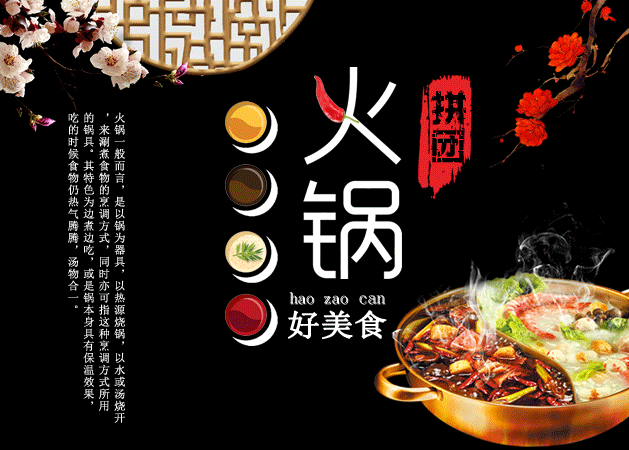 火锅
拼团
hao zao can
好美食
火锅一般而言，是以锅为器具，以热源烧锅，以水或汤烧开
，来涮煮食物的烹调方式，同时亦可指这种烹调方式所用
的锅具。其特色为边煮边吃，或是锅本身具有保温效果，
吃的时候食物仍热气腾腾，汤物合一。